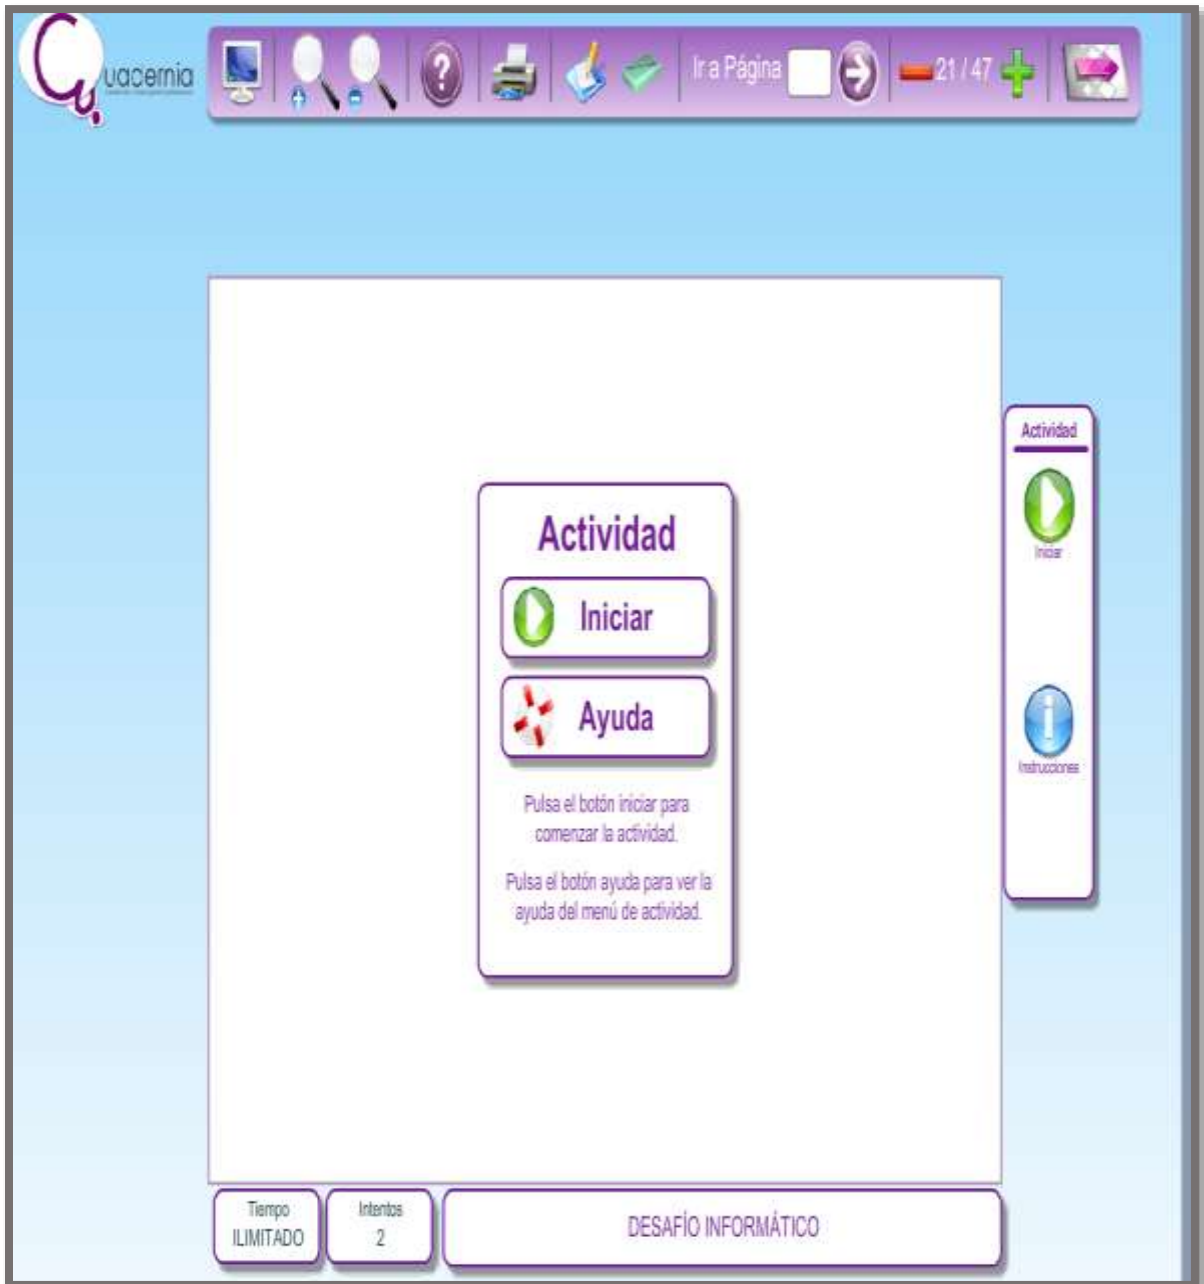 Quacernia
Ir a Página
21 / 47
Actividad
Iniciar
Instrucciones
Actividad
Iniciar
Ayuda
Pulsa el botón iniciar para
comenzar la actividad.
Pulsa el botón ayuda para ver la
ayuda del menú de actividad.
Tiempo
ILIMITADO
Intentos
2
DESAFÍO INFORMÁTICO